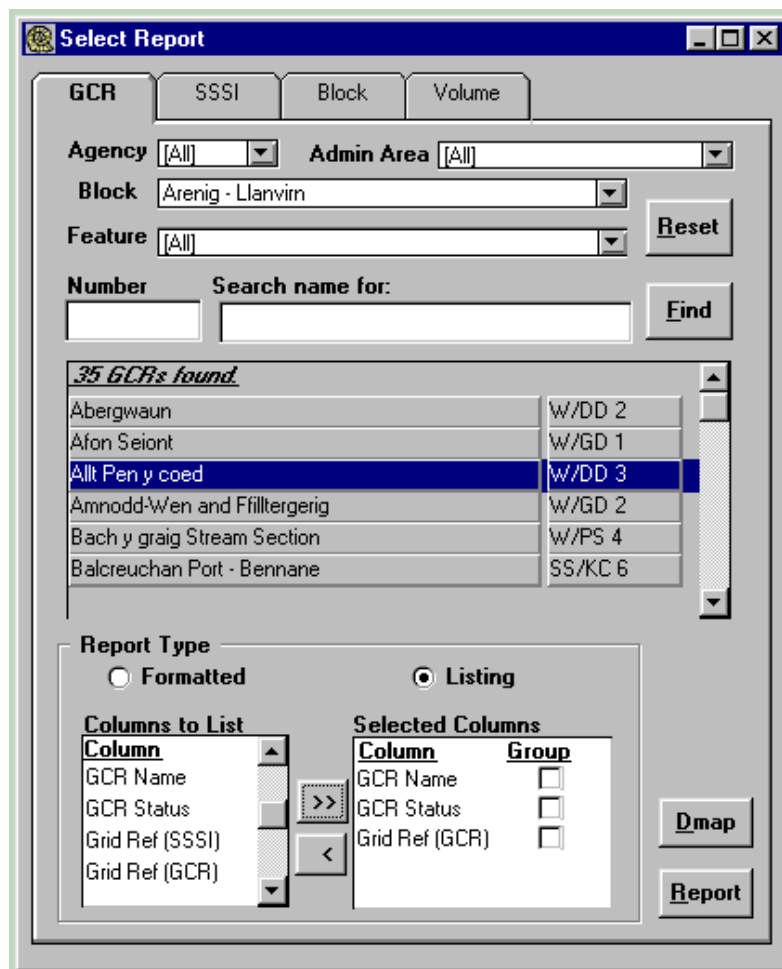 Select Report
GCR SSSI Block Volume
Agency [All] Admin Area [All]
Block Arenig - Llanvirn
Feature [All] Reset
Number Search name for:
Find
35 GCRs found.
Abergwaun W/DD 2
Afon Seiont W/GD 1
Allt Pen y coed W/DD 3
Amnodd-Wen and Ffilltergerig W/GD 2
Bach y graig Stream Section W/PS 4
Balcreuchan Port - Bennane SS/KC 6
Report Type
Formatted Listing
Columns to List Selected Columns
Column Column Group
GCR Name GCR Name
>>
GCR Status GCR Status
Grid Ref (SSSI) Grid Ref (GCR)
<
Grid Ref (GCR)
Dmap
Report